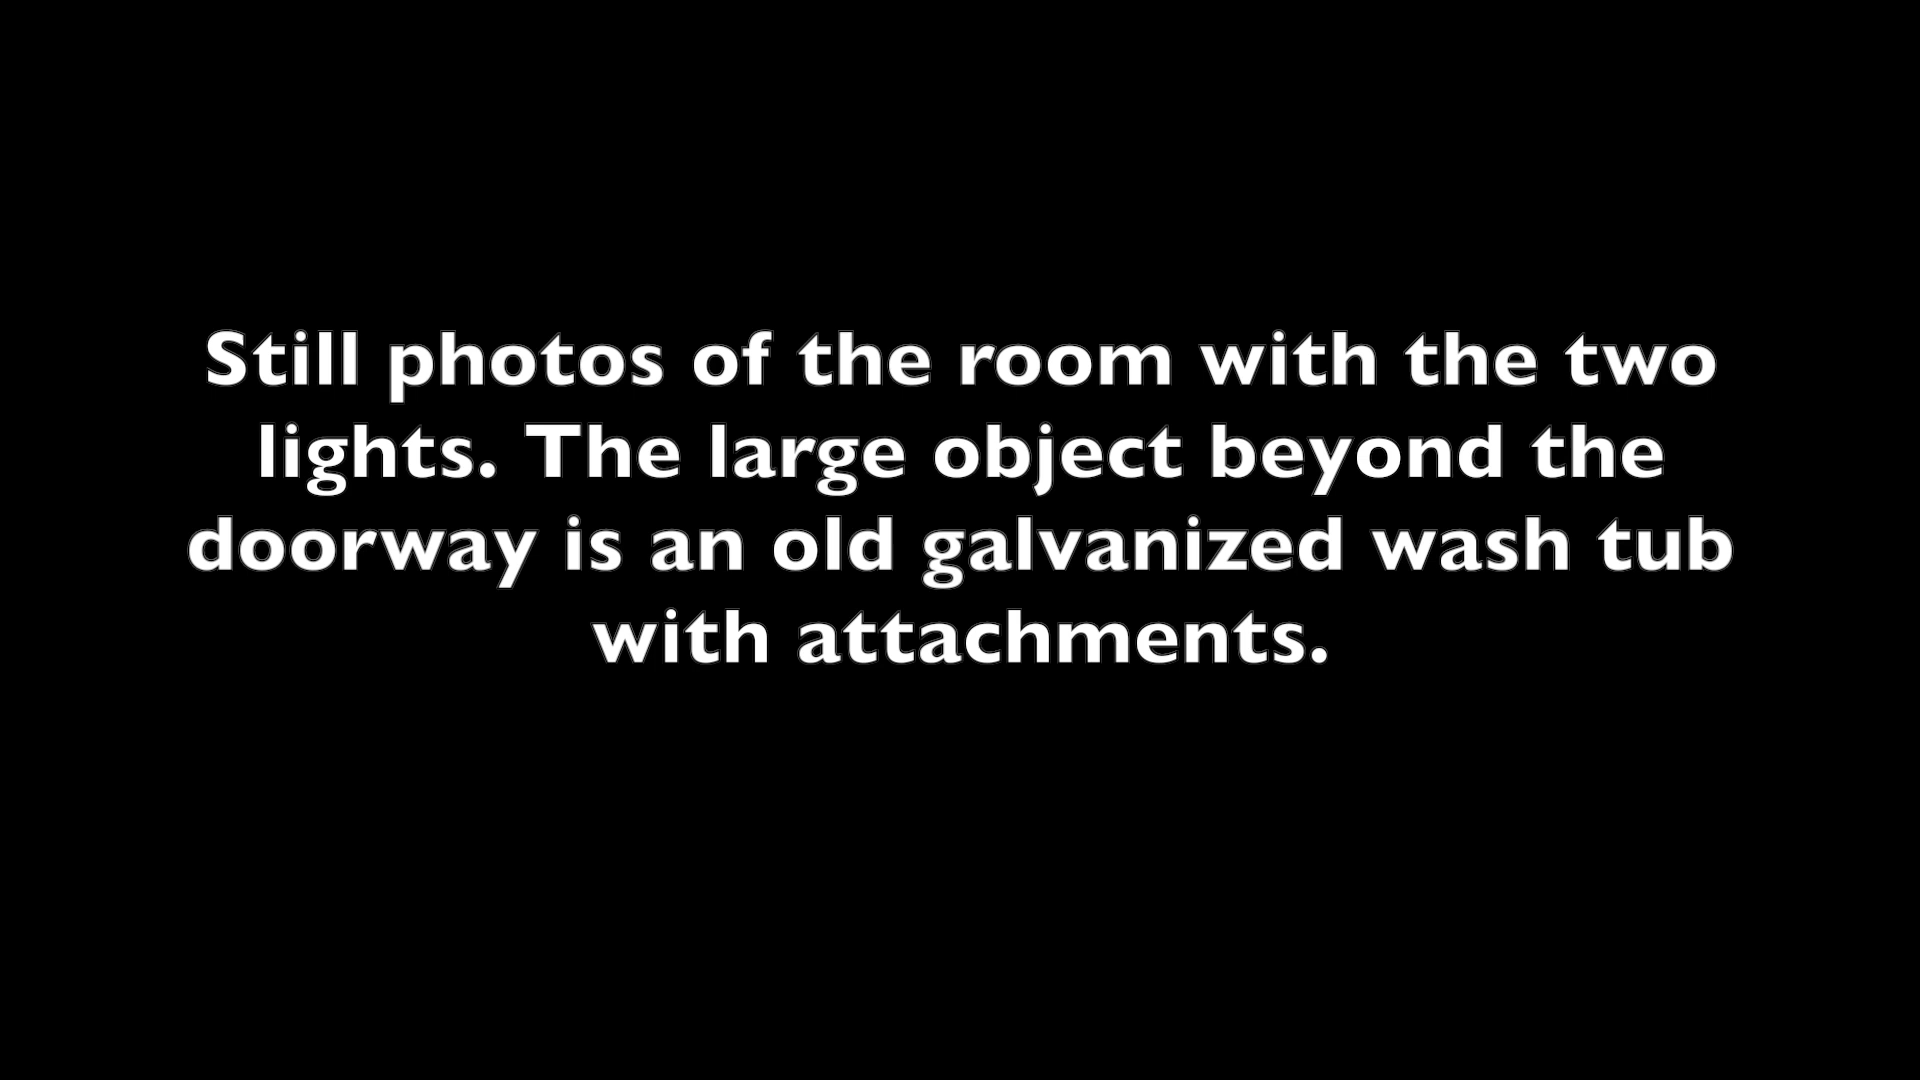 Still photos of the room with the two
lights. The large object beyond the
doorway is an old galvanized wash tub
with attachments.